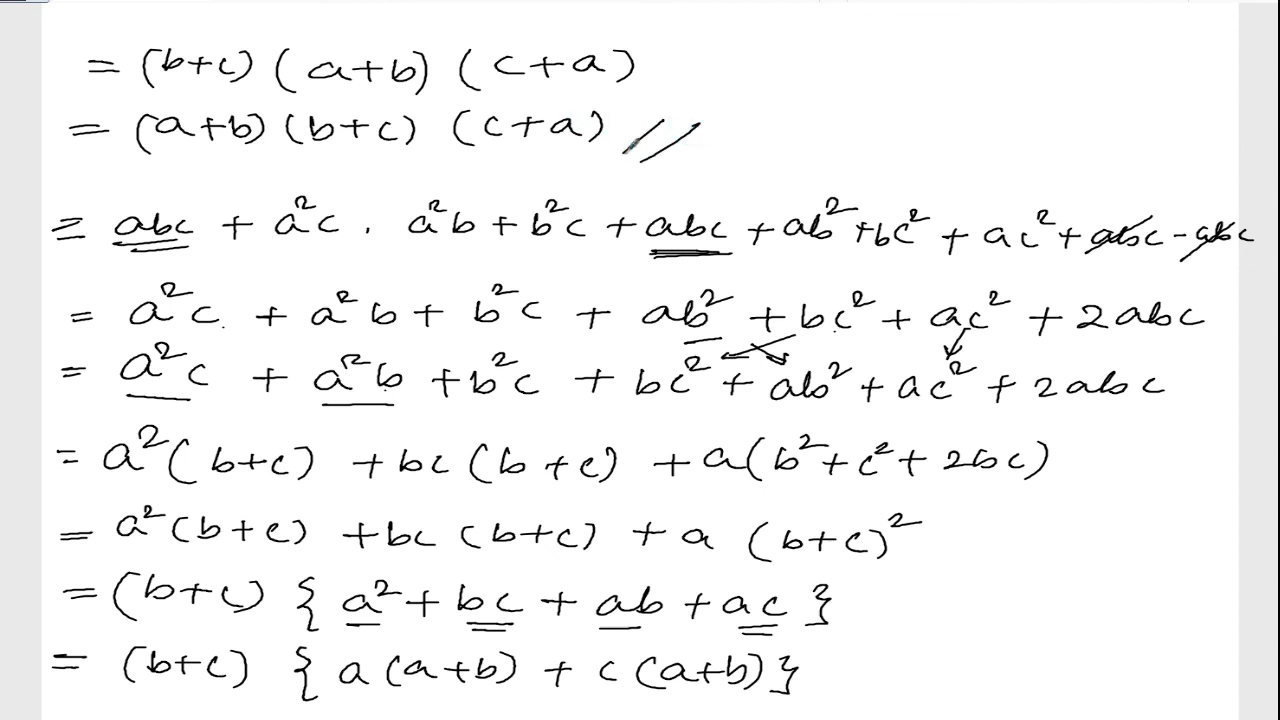 = (b+c) (a+b) (c+a)
= (a+b) (b+c) (c+a) //
= abc + a²c . a²b + b²c + abc + ab² + bc² + ac² + abc - abc
= a²c + a²b + b²c + ab² + bc² + ac² + 2abc
= a²c + a²b + b²c + bc² + ab² + ac² + 2abc
= a²(b+c) + bc(b+c) + a(b²+c²+2bc)
= a²(b+c) + bc(b+c) + a(b+c)²
= (b+c) {a² + bc + ab + ac}
= (b+c) {a(a+b) + c(a+b)}